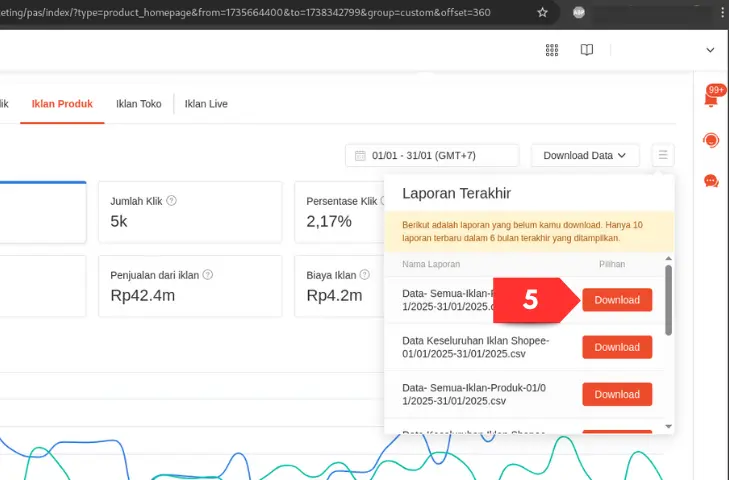 eting/pas/index/?type=product_homepage&from=1735664400&to=1738342799&group=custom&offset=360
ABP
99+
lik
Iklan Produk
Iklan Toko
Iklan Live
01/01 - 31/01 (GMT+7)
Download Data
Laporan Terakhir
Berikut adalah laporan yang belum kamu download. Hanya 10
laporan terbaru dalam 6 bulan terakhir yang ditampilkan.
Nama Laporan
Pilihan
Data- Semua-Iklan-
1/2025-31/01/2025.c
5
Download
Data Keseluruhan Iklan Shopee-
01/01/2025-31/01/2025.csv
Download
Data- Semua-Iklan-Produk-01/0
1/2025-31/01/2025.csv
Download
Data Keseluruhan Iklan Shopee-
Jumlah Klik
5k
Persentase Klik
2,17%
Penjualan dari iklan
Rp42.4m
Biaya Iklan
Rp4.2m